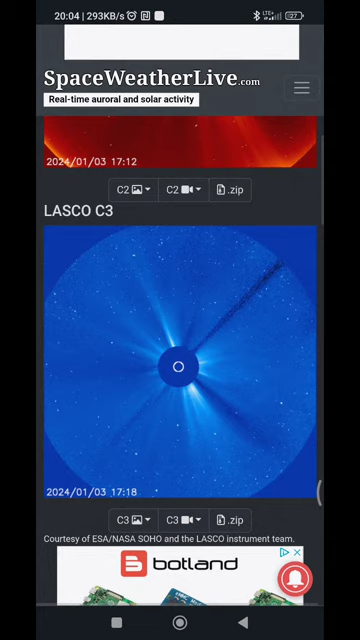 20:04 | 293KB/s
LTE
27
SpaceWeatherLive.com
Real-time auroral and solar activity
2024/01/03 17:12
C2
C2
.zip
LASCO C3
2024/01/03 17:18
C3
C3
.zip
Courtesy of ESA/NASA SOHO and the LASCO instrument team.
B botland